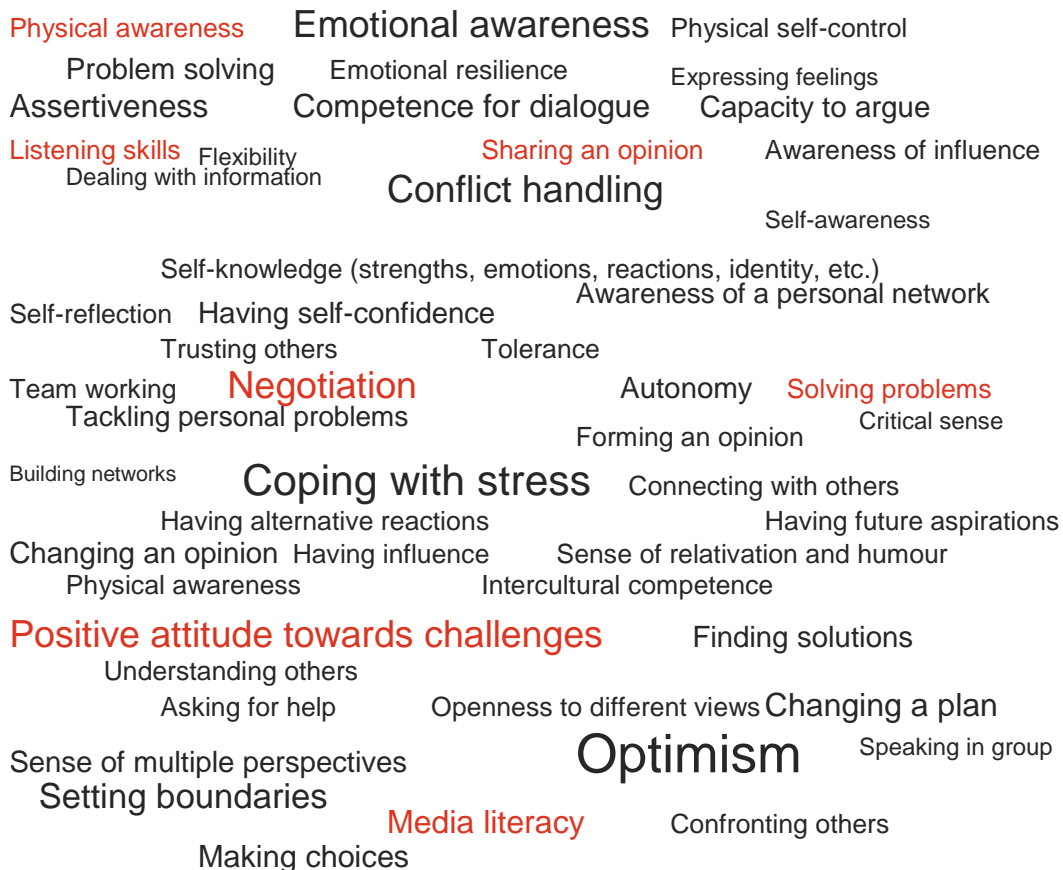 Physical awareness Emotional awareness Physical self-control
Problem solving Emotional resilience Expressing feelings
Assertiveness Competence for dialogue Capacity to argue
Listening skills Flexibility Sharing an opinion Awareness of influence
Dealing with information Conflict handling
Self-awareness
Self-knowledge (strengths, emotions, reactions, identity, etc.)
Awareness of a personal network
Self-reflection Having self-confidence
Trusting others Tolerance
Team working Negotiation Autonomy Solving problems
Tackling personal problems Critical sense
Forming an opinion
Building networks Coping with stress Connecting with others
Having alternative reactions Having future aspirations
Changing an opinion Having influence Sense of relativation and humour
Physical awareness Intercultural competence
Positive attitude towards challenges Finding solutions
Understanding others
Asking for help Openness to different views Changing a plan
Sense of multiple perspectives Optimism Speaking in group
Setting boundaries
Media literacy Confronting others
Making choices